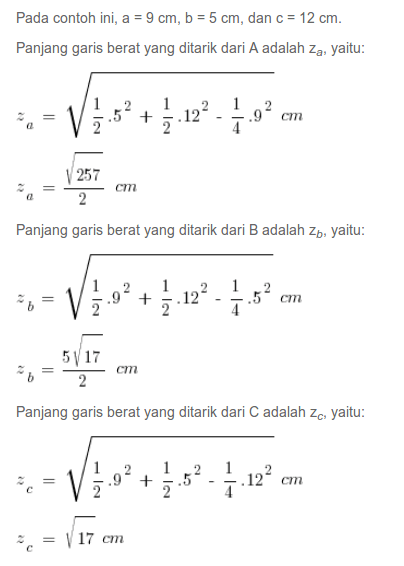 Pada contoh ini, a = 9 cm, b = 5 cm, dan c = 12 cm.
Panjang garis berat yang ditarik dari A adalah zₐ, yaitu:
z_a = √(1/2 .5² + 1/2 .12² - 1/4 .9²) cm
z_a = √257/2 cm
Panjang garis berat yang ditarik dari B adalah z_b, yaitu:
z_b = √(1/2 .9² + 1/2 .12² - 1/4 .5²) cm
z_b = 5√17/2 cm
Panjang garis berat yang ditarik dari C adalah z_c, yaitu:
z_c = √(1/2 .9² + 1/2 .5² - 1/4 .12²) cm
z_c = √17 cm